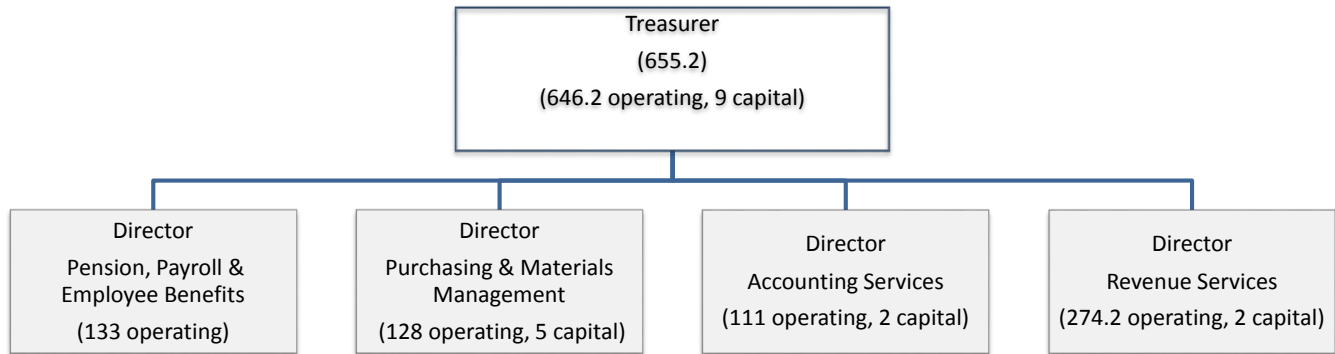 Treasurer
(655.2)
(646.2 operating, 9 capital)
Director
Pension, Payroll &
Employee Benefits
(133 operating)
Director
Purchasing & Materials
Management
(128 operating, 5 capital)
Director
Accounting Services
(111 operating, 2 capital)
Director
Revenue Services
(274.2 operating, 2 capital)